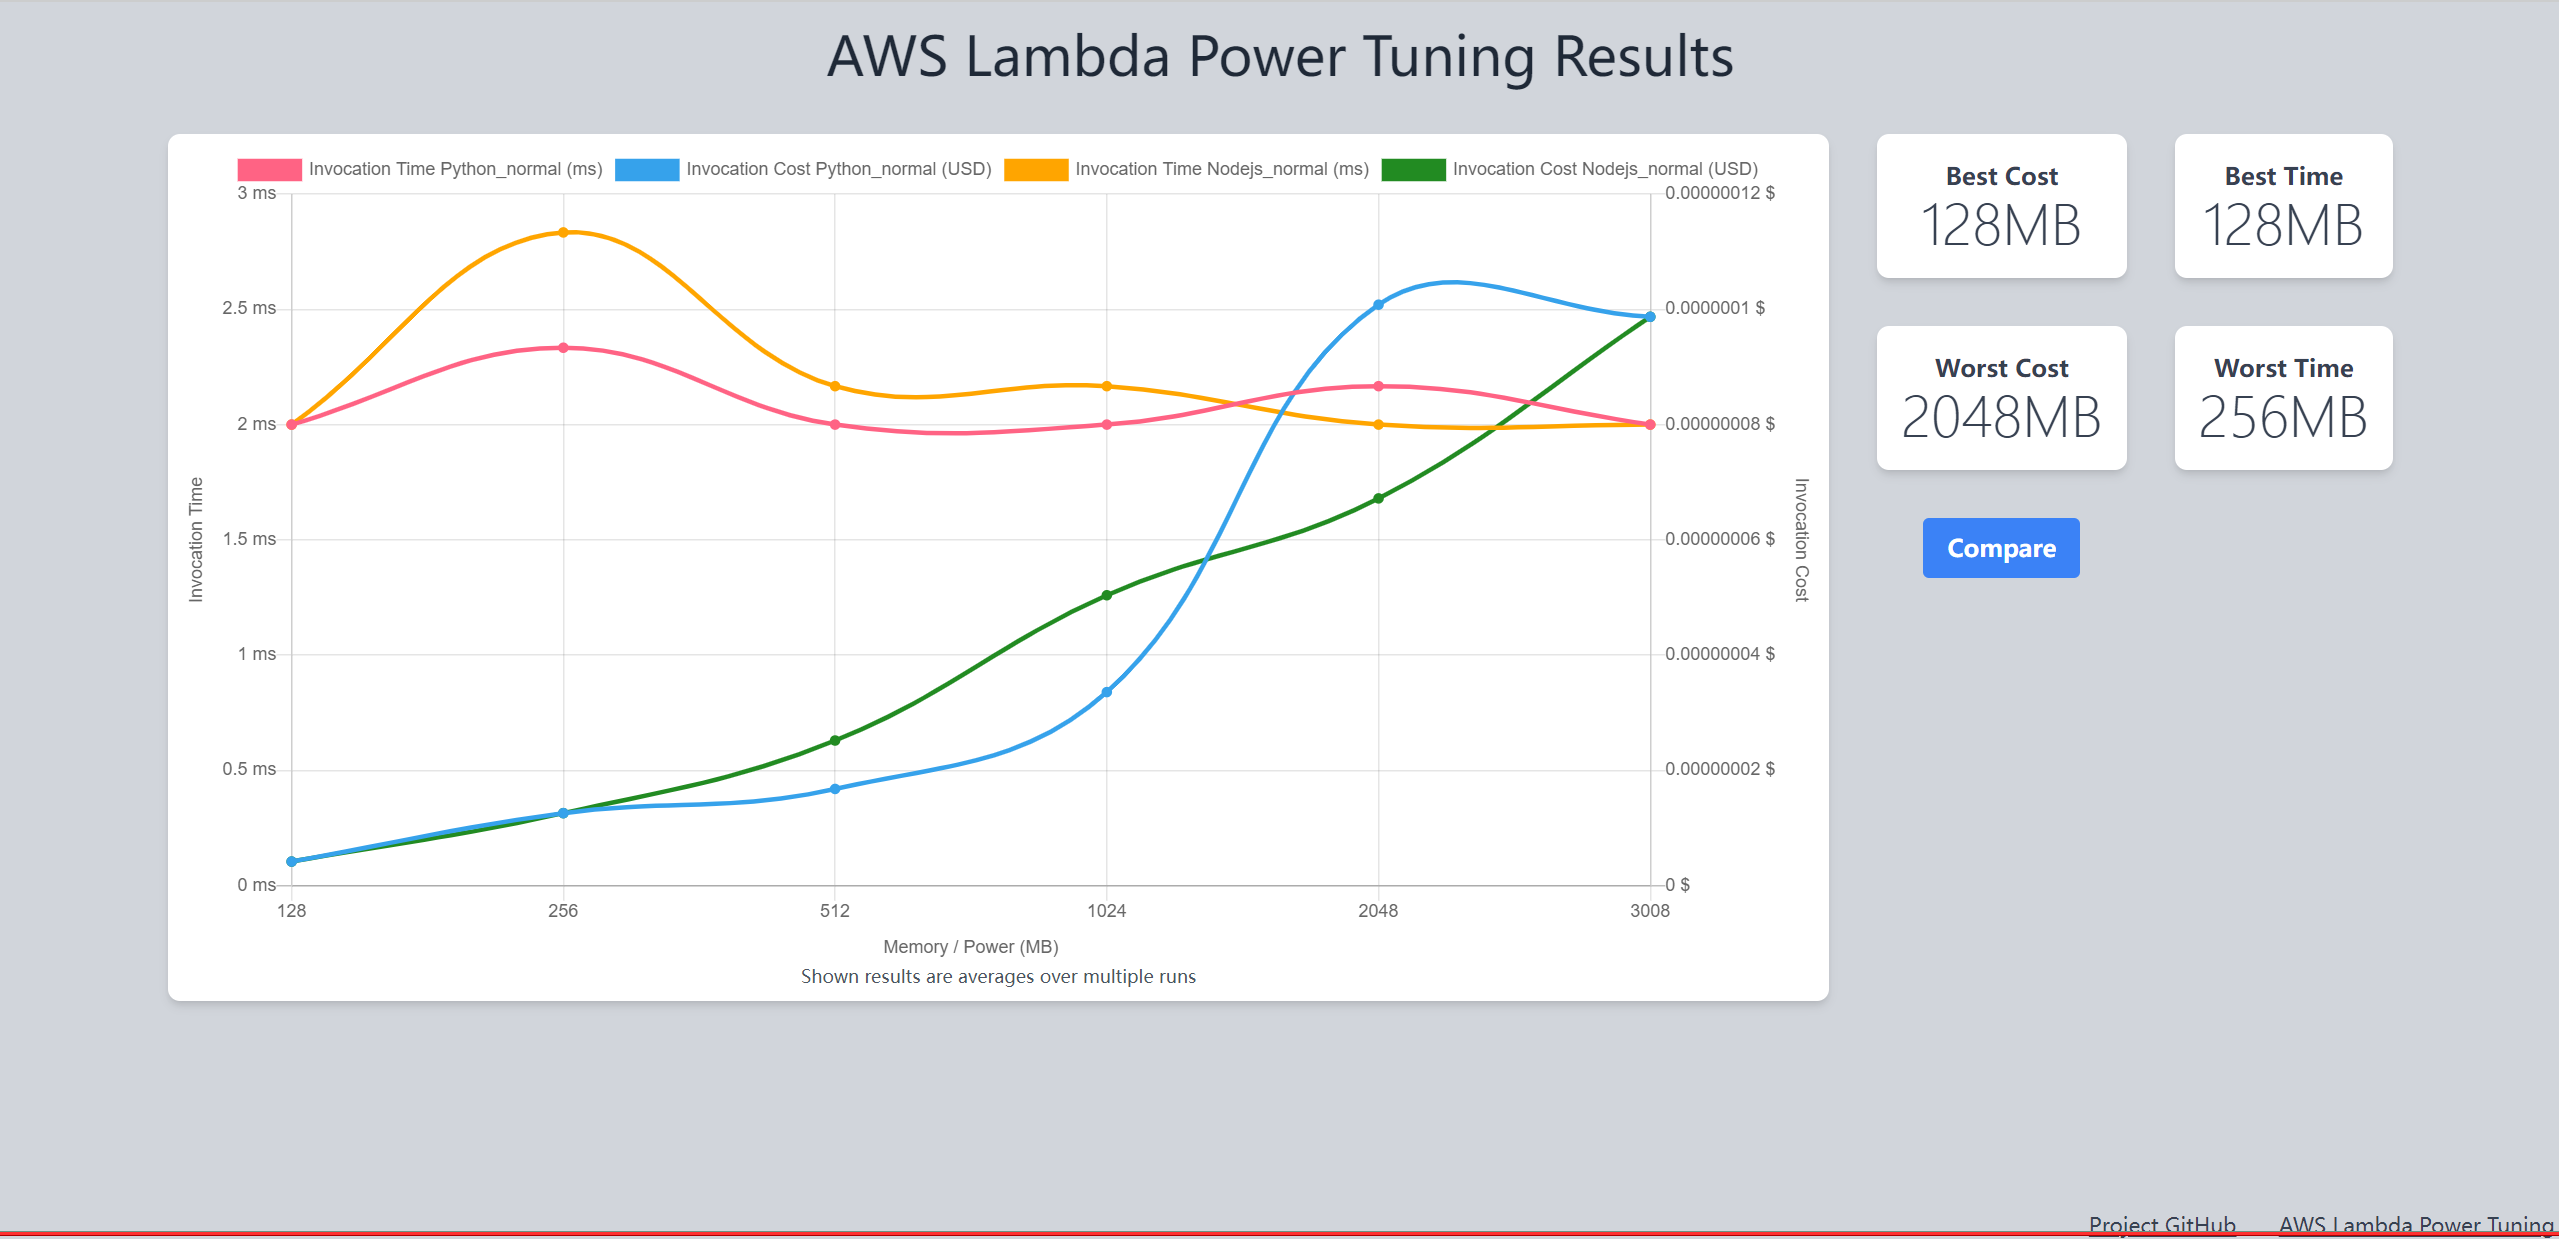 AWS Lambda Power Tuning Results
Invocation Time Python_normal (ms)
Invocation Cost Python_normal (USD)
Invocation Time Nodejs_normal (ms)
Invocation Cost Nodejs_normal (USD)
3 ms
2.5 ms
2 ms
1.5 ms
1 ms
0.5 ms
0 ms
Invocation Time
0.00000012 $
0.0000001 $
0.00000008 $
0.00000006 $
0.00000004 $
0.00000002 $
0 $
Invocation Cost
128
256
512
1024
2048
3008
Memory / Power (MB)
Shown results are averages over multiple runs
Best Cost
128MB
Best Time
128MB
Worst Cost
2048MB
Worst Time
256MB
Compare
Project GitHub
AWS Lambda Power Tuning